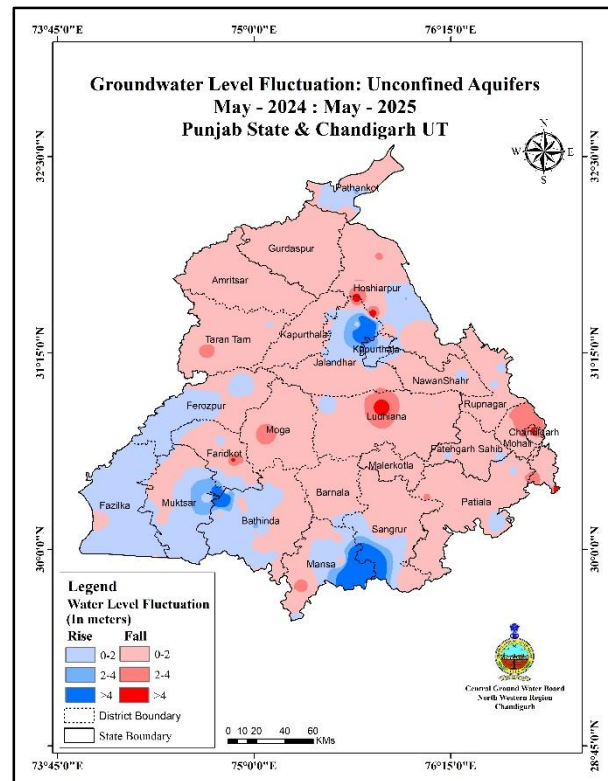 73°45'0"E 75°0'0"E 76°15'0"E
Groundwater Level Fluctuation: Unconfined Aquifers
May - 2024 : May - 2025
Punjab State & Chandigarh UT
N
W E
S
32°30'0"N 32°30'0"N
Pathankot
Gurdaspur
Amritsar
Hoshiarpur
Taran Tarn
Kapurthala
31°15'0"N 31°15'0"N
Kapurthala
Jalandhar
NawanShahr
Ferozpur
Ludhiana
Rupnagar
Moga
Chandigarh
Mohali
Fatehgarh Sahib
Faridkot
Malerkotla
Fazilka
Muktsar
Barnala
Patiala
Bathinda
Sangrur
30°0'0"N 30°0'0"N
Mansa
Legend
Water Level Fluctuation
(In meters)
Rise Fall
0-2 0-2
2-4 2-4
>4 >4
District Boundary
State Boundary
Central Ground Water Board
North Western Region
Chandigarh
0 10 20 40 60
KMs
28°45'0"N 28°45'0"N
73°45'0"E 75°0'0"E 76°15'0"E